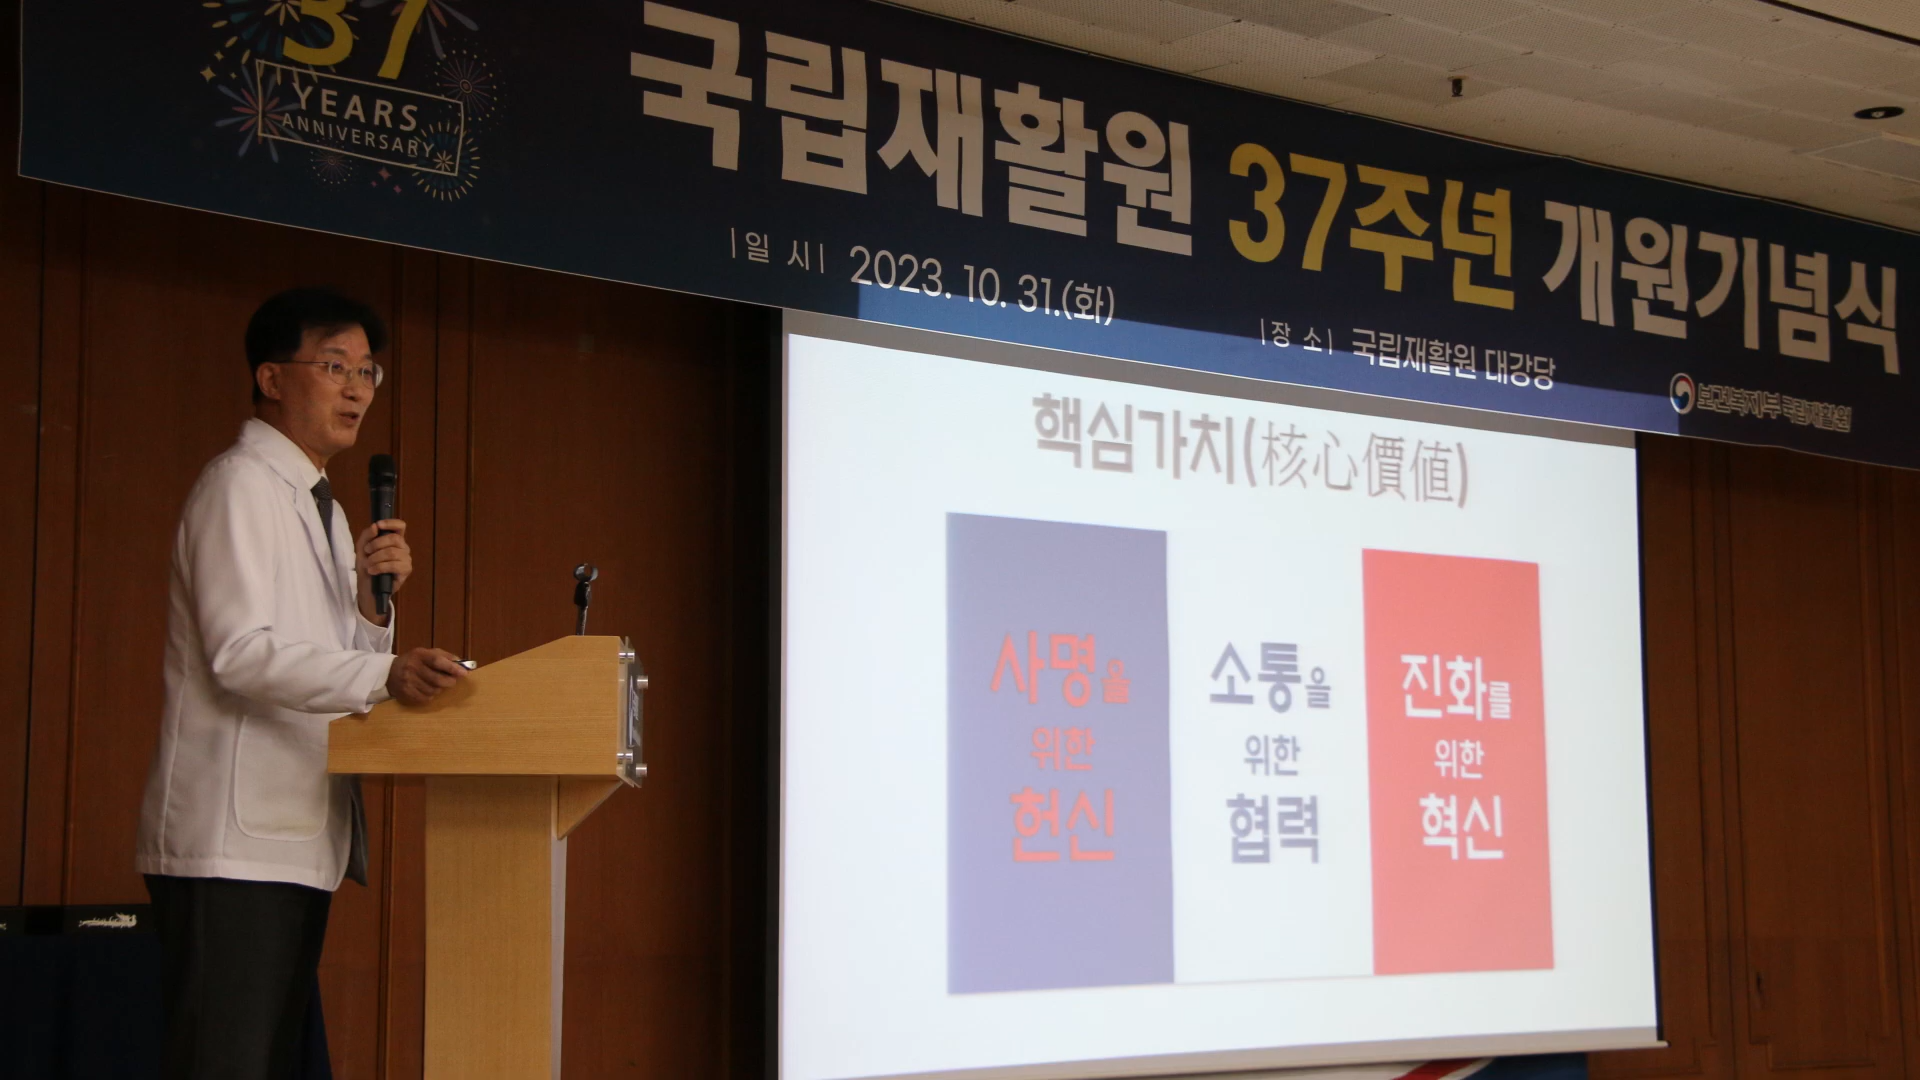 37
YEARS
ANNIVERSARY
국립재활원 37주년 개원기념식
|일 시| 2023. 10. 31.(화)
|장 소| 국립재활원 대강당
보건복지부 국립재활원
핵심가치(核心價値)
사명을
위한
헌신
소통을
위한
협력
진화를
위한
혁신